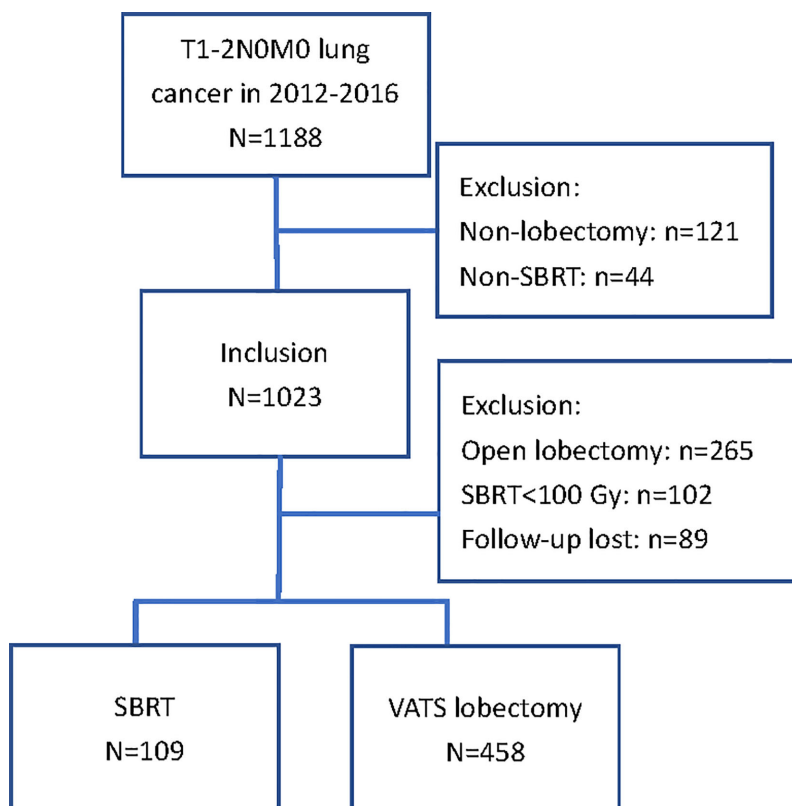 T1-2N0M0 lung
cancer in 2012-2016
N=1188
Exclusion:
Non-lobectomy: n=121
Non-SBRT: n=44
Inclusion
N=1023
Exclusion:
Open lobectomy: n=265
SBRT<100 Gy: n=102
Follow-up lost: n=89
SBRT
N=109
VATS lobectomy
N=458